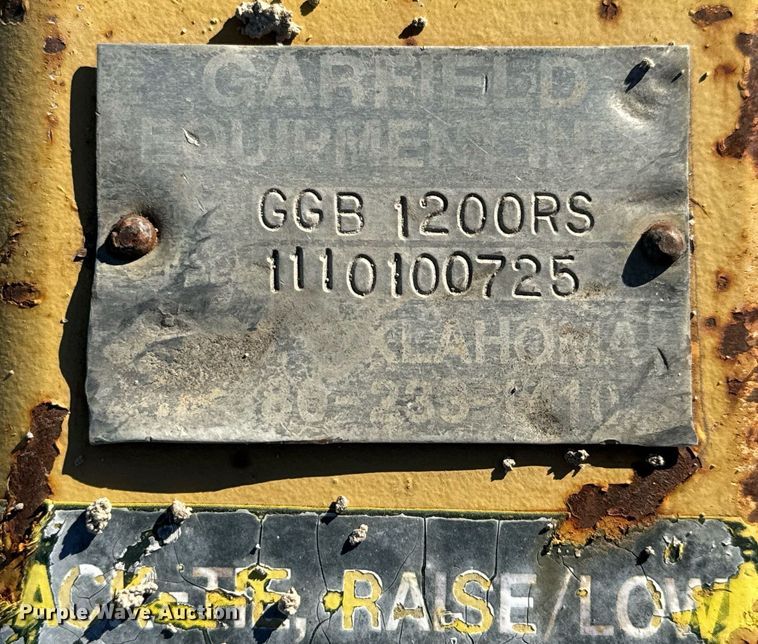 GARFIELD
EQUIPMENT
GGB 1200RS
1110100725
OKLAHOMA
RAISE/LOW
Purple Wave Auction